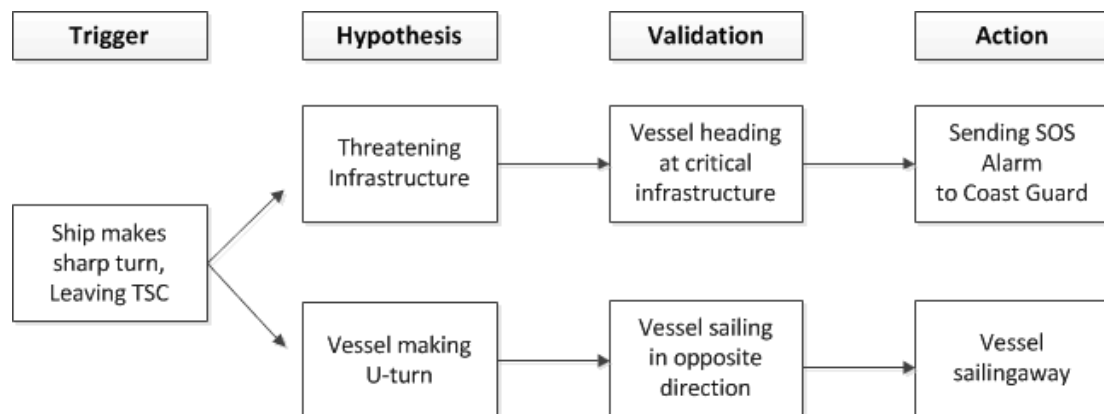 Trigger
Hypothesis
Validation
Action
Threatening
Infrastructure
Vessel heading
at critical
infrastructure
Sending SOS
Alarm
to Coast Guard
Ship makes
sharp turn,
Leaving TSC
Vessel making
U-turn
Vessel sailing
in opposite
direction
Vessel
sailingaway